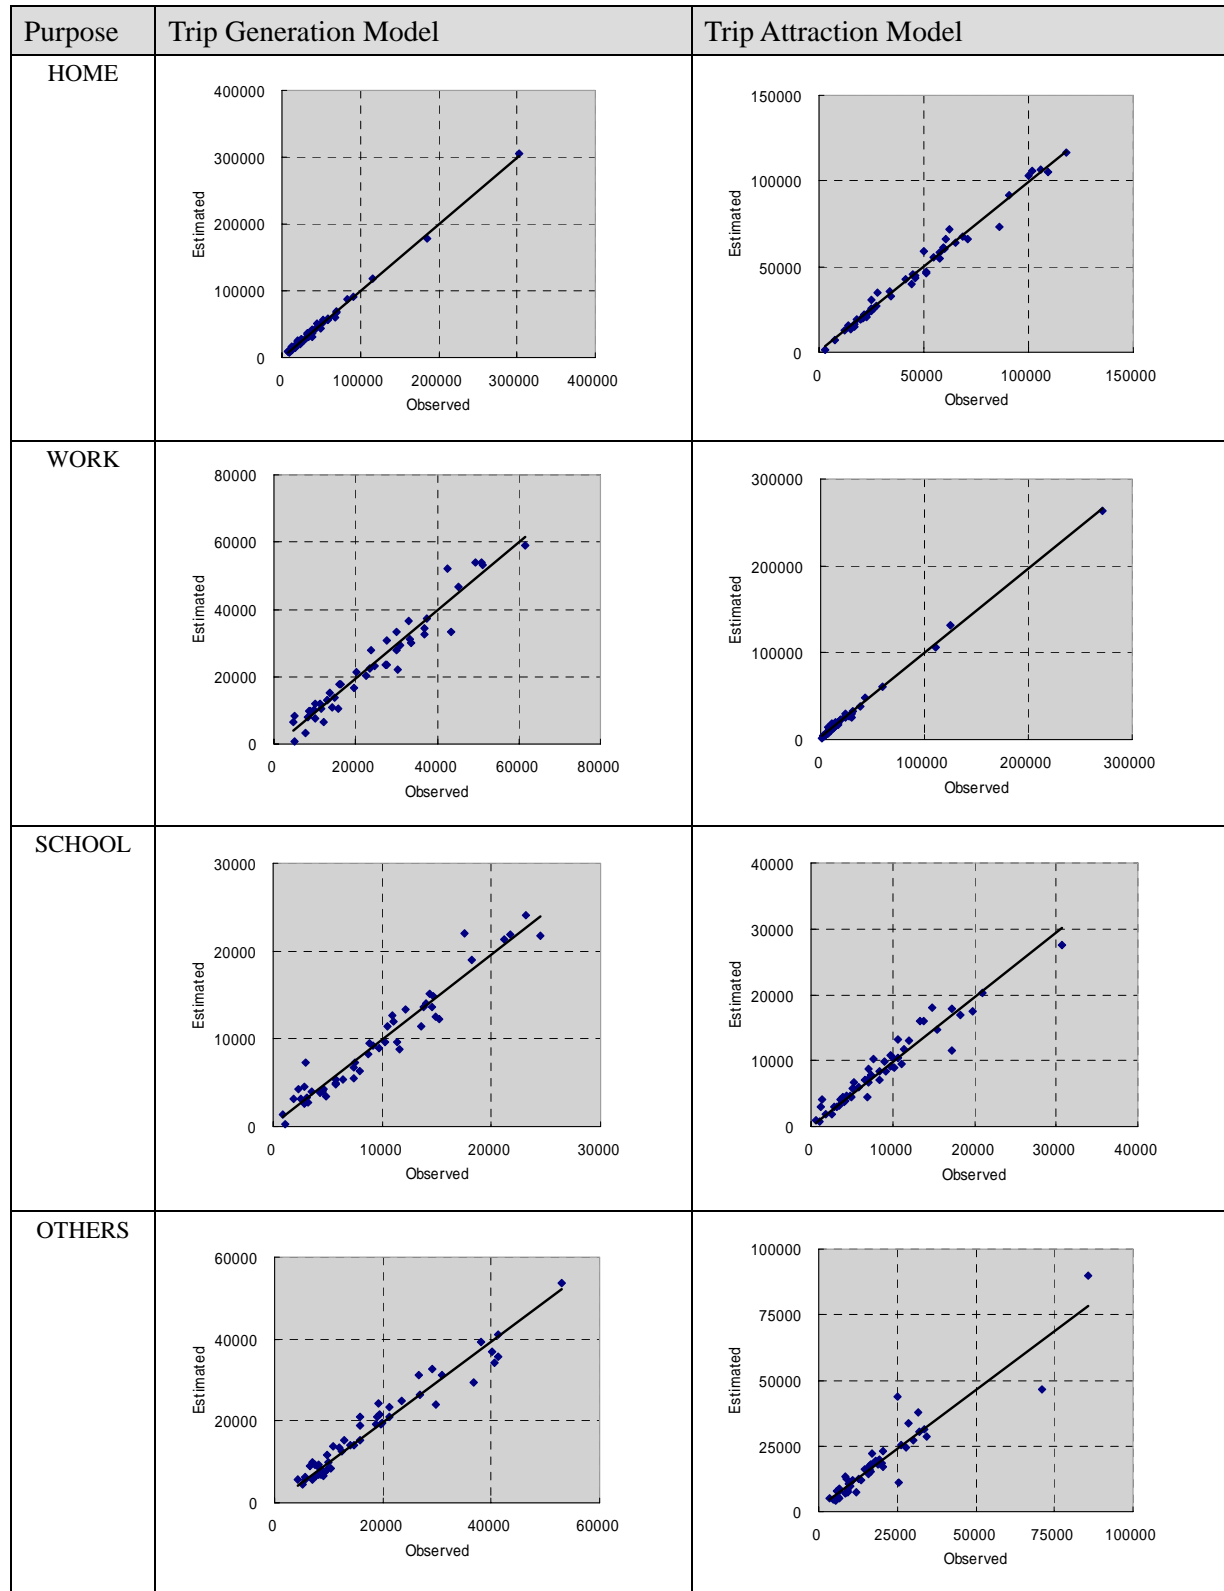 Purpose Trip Generation Model Trip Attraction Model
HOME
400000
300000
200000
100000
0
Estimated
0 100000 200000 300000 400000
Observed
150000
100000
50000
0
Estimated
0 50000 100000 150000
Observed
WORK
80000
60000
40000
20000
0
Estimated
0 20000 40000 60000 80000
Observed
300000
200000
100000
0
Estimated
0 100000 200000 300000
Observed
SCHOOL
30000
20000
10000
0
Estimated
0 10000 20000 30000
Observed
40000
30000
20000
10000
0
Estimated
0 10000 20000 30000 40000
Observed
OTHERS
60000
40000
20000
0
Estimated
0 20000 40000 60000
Observed
100000
75000
50000
25000
0
Estimated
0 25000 50000 75000 100000
Observed